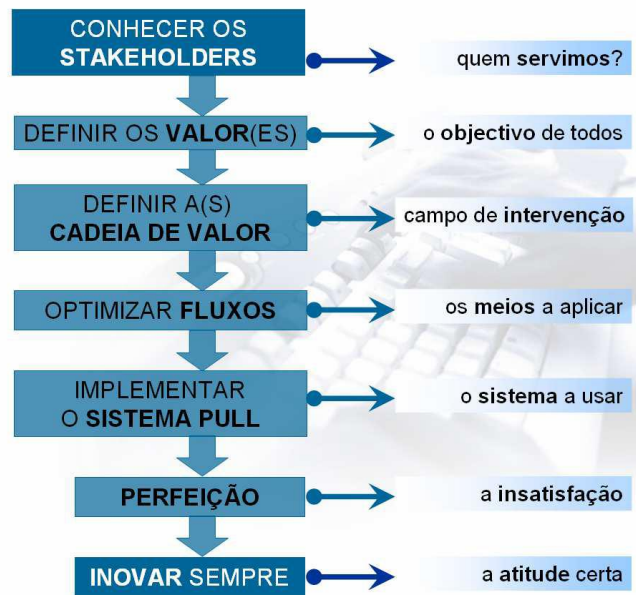 CONHECER OS
STAKEHOLDERS
quem servimos?
DEFINIR OS VALOR(ES)
o objectivo de todos
DEFINIR A(S)
CADEIA DE VALOR
campo de intervenção
OPTIMIZAR FLUXOS
os meios a aplicar
IMPLEMENTAR
O SISTEMA PULL
o sistema a usar
PERFEIÇÃO
a insatisfação
INOVAR SEMPRE
a atitude certa